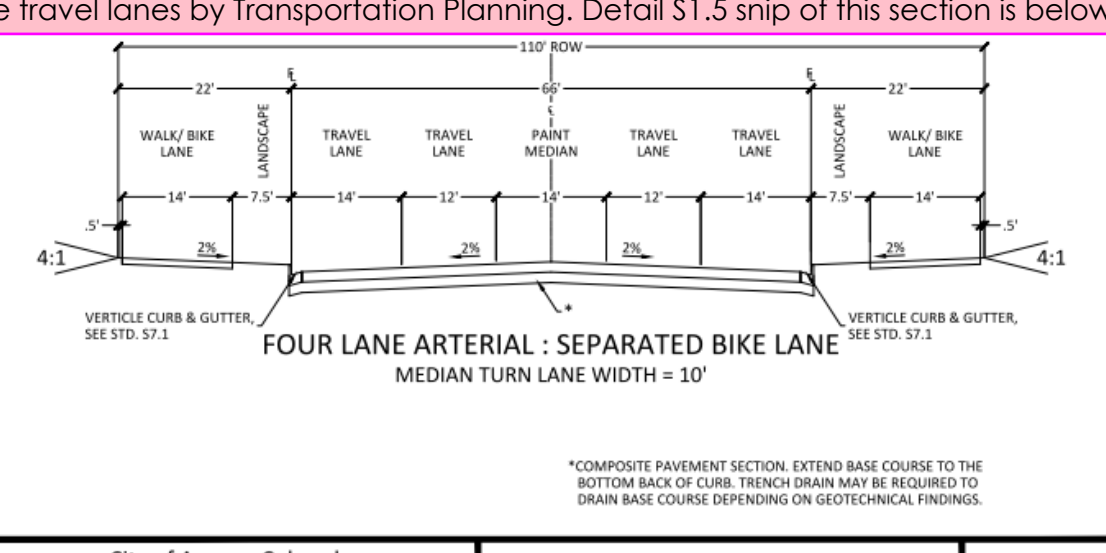 e travel lanes by Transportation Planning. Detail S1.5 snip of this section is below
110' ROW
22'
66'
22'
WALK/ BIKE
LANE
LANDSCAPE
TRAVEL
LANE
TRAVEL
LANE
PAINT
MEDIAN
TRAVEL
LANE
TRAVEL
LANE
LANDSCAPE
WALK/ BIKE
LANE
14'
7.5'
14'
12'
14'
12'
14'
7.5'
14'
.5'
.5'
4:1
2%
2%
2%
2%
4:1
*
VERTICLE CURB & GUTTER,
SEE STD. S7.1
VERTICLE CURB & GUTTER,
SEE STD. S7.1
FOUR LANE ARTERIAL : SEPARATED BIKE LANE
MEDIAN TURN LANE WIDTH = 10'
*COMPOSITE PAVEMENT SECTION. EXTEND BASE COURSE TO THE
BOTTOM BACK OF CURB. TRENCH DRAIN MAY BE REQUIRED TO
DRAIN BASE COURSE DEPENDING ON GEOTECHNICAL FINDINGS.